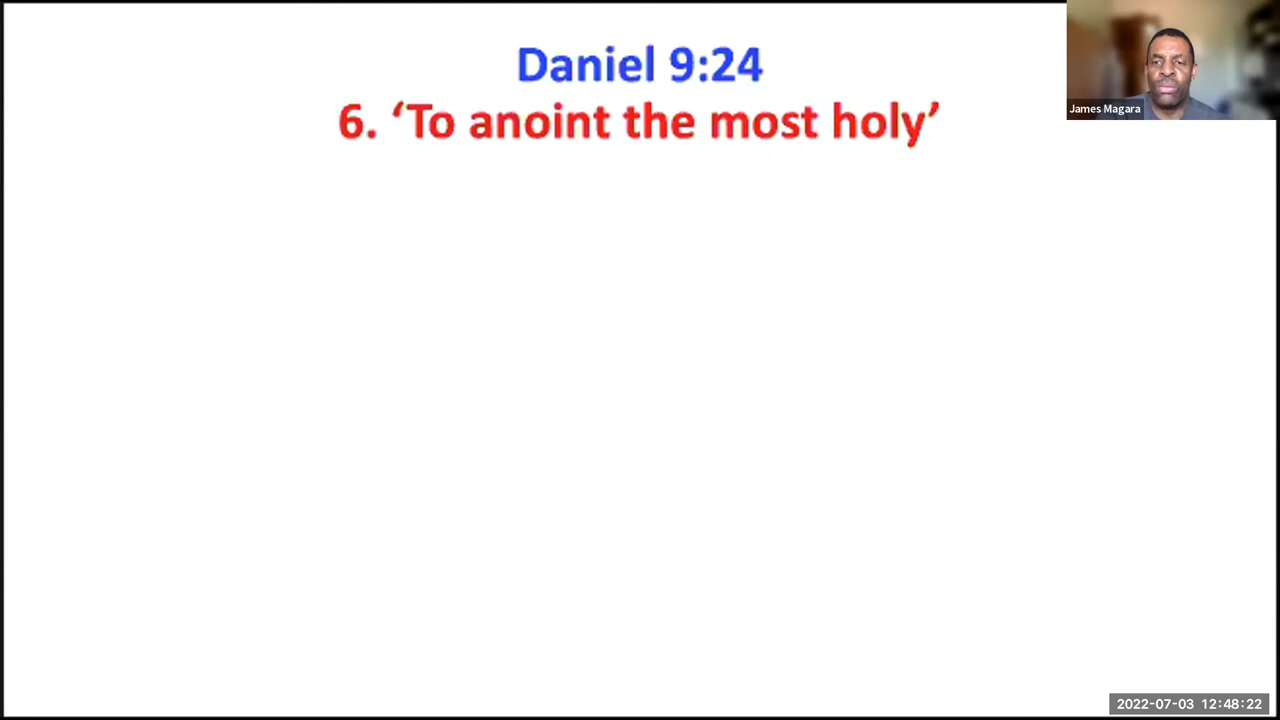 Daniel 9:24
6. ‘To anoint the most holy’
James Magara
2022-07-03 12:48:22